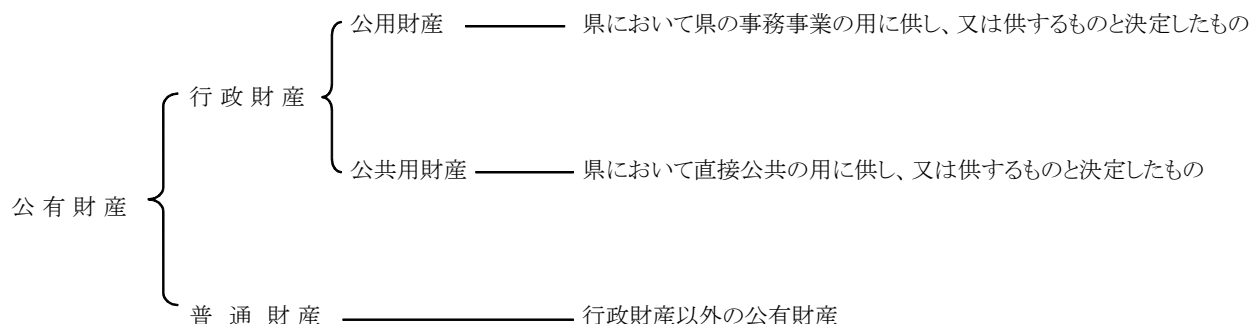 公用財産 県において県の事務事業の用に供し、又は供するものと決定したもの
行政財産
公共用財産 県において直接公共の用に供し、又は供するものと決定したもの
公有財産
普通財産 行政財産以外の公有財産